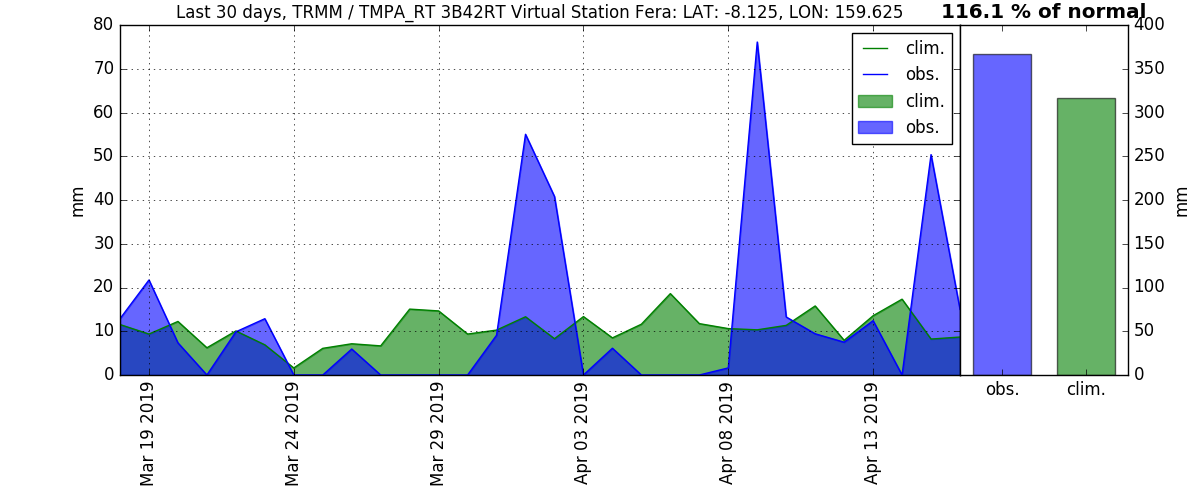 Last 30 days, TRMM / TMPA_RT 3B42RT Virtual Station Fera: LAT: -8.125, LON: 159.625
116.1 % of normal
mm
80
70
60
50
40
30
20
10
0
clim.
obs.
clim.
obs.
Mar 19 2019
Mar 24 2019
Mar 29 2019
Apr 03 2019
Apr 08 2019
Apr 13 2019
400
350
300
250
200
150
100
50
0
mm
obs.
clim.